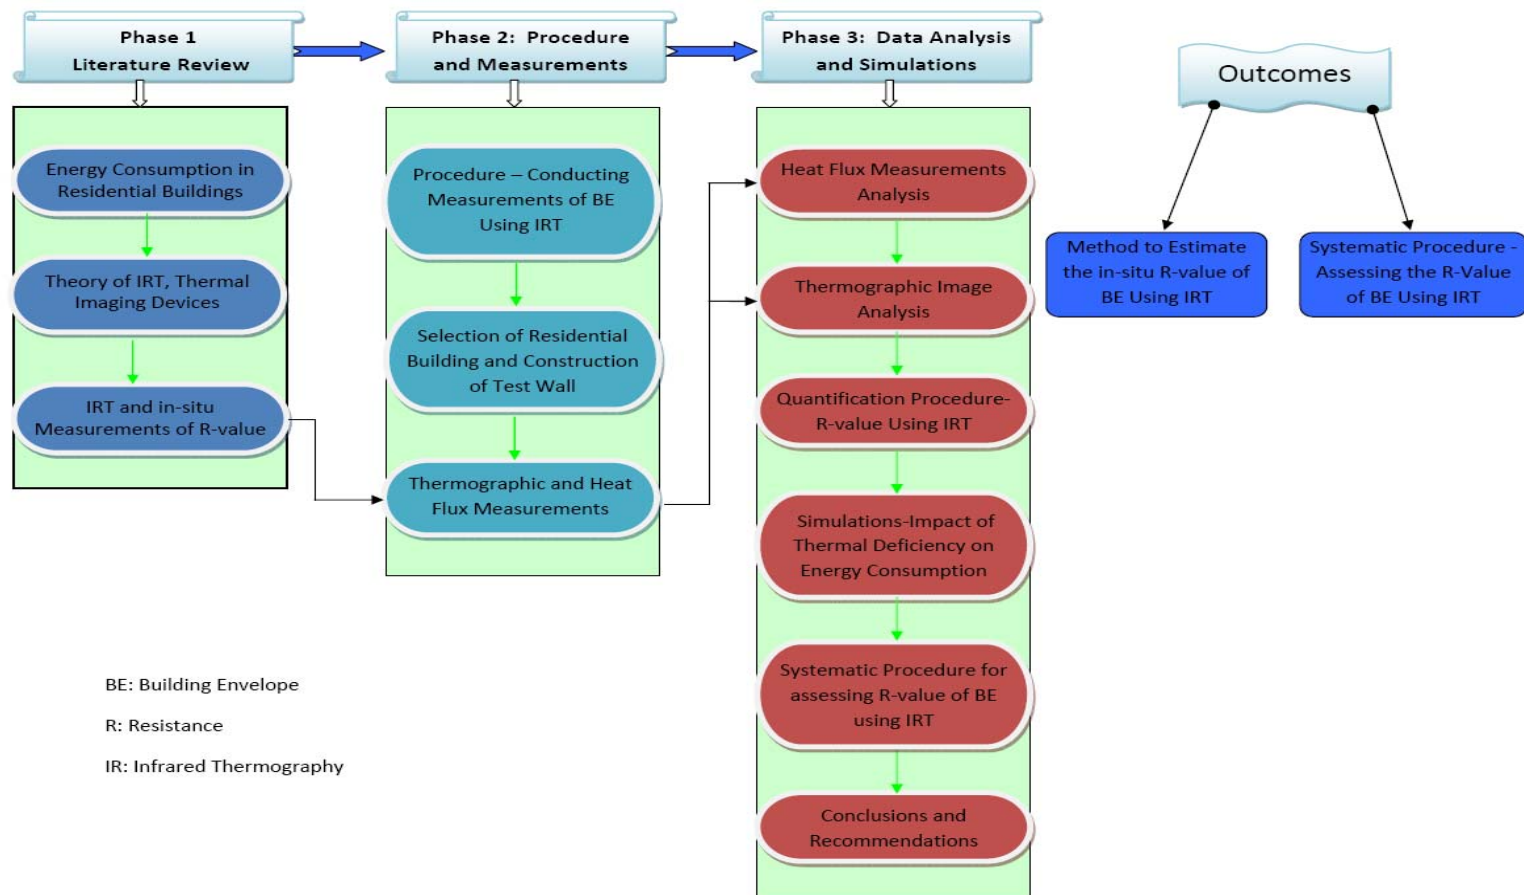 Phase 1
Literature Review
Energy Consumption in
Residential Buildings
Theory of IRT, Thermal
Imaging Devices
IRT and in-situ
Measurements of R-value
Phase 2: Procedure
and Measurements
Procedure – Conducting
Measurements of BE
Using IRT
Selection of Residential
Building and Construction
of Test Wall
Thermographic and Heat
Flux Measurements
Phase 3: Data Analysis
and Simulations
Heat Flux Measurements
Analysis
Thermographic Image
Analysis
Quantification Procedure-
R-value Using IRT
Simulations-Impact of
Thermal Deficiency on
Energy Consumption
Systematic Procedure for
assessing R-value of BE
using IRT
Conclusions and
Recommendations
Outcomes
Method to Estimate
the in-situ R-value of
BE Using IRT
Systematic Procedure -
Assessing the R-Value
of BE Using IRT
BE: Building Envelope
R: Resistance
IR: Infrared Thermography